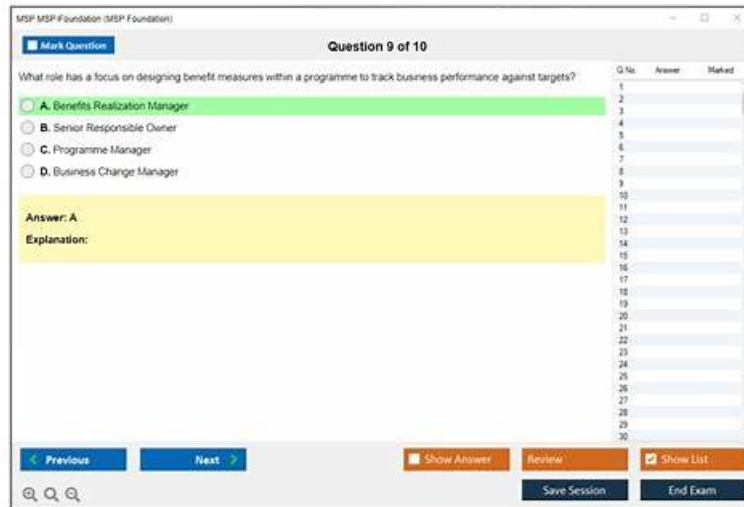 MSP MSP-Foundation (MSP Foundation)
Mark Question
Question 9 of 10
What role has a focus on designing benefit measures within a programme to track business performance against targets?
A. Benefits Realization Manager
B. Senior Responsible Owner
C. Programme Manager
D. Business Change Manager
Answer: A
Explanation:
Q.No. Answer Marked
1
2
3
4
5
6
7
8
9
10
11
12
13
14
15
16
17
18
19
20
21
22
23
24
25
26
27
28
29
30
Previous
Next
Show Answer
Review
Show List
Save Session
End Exam